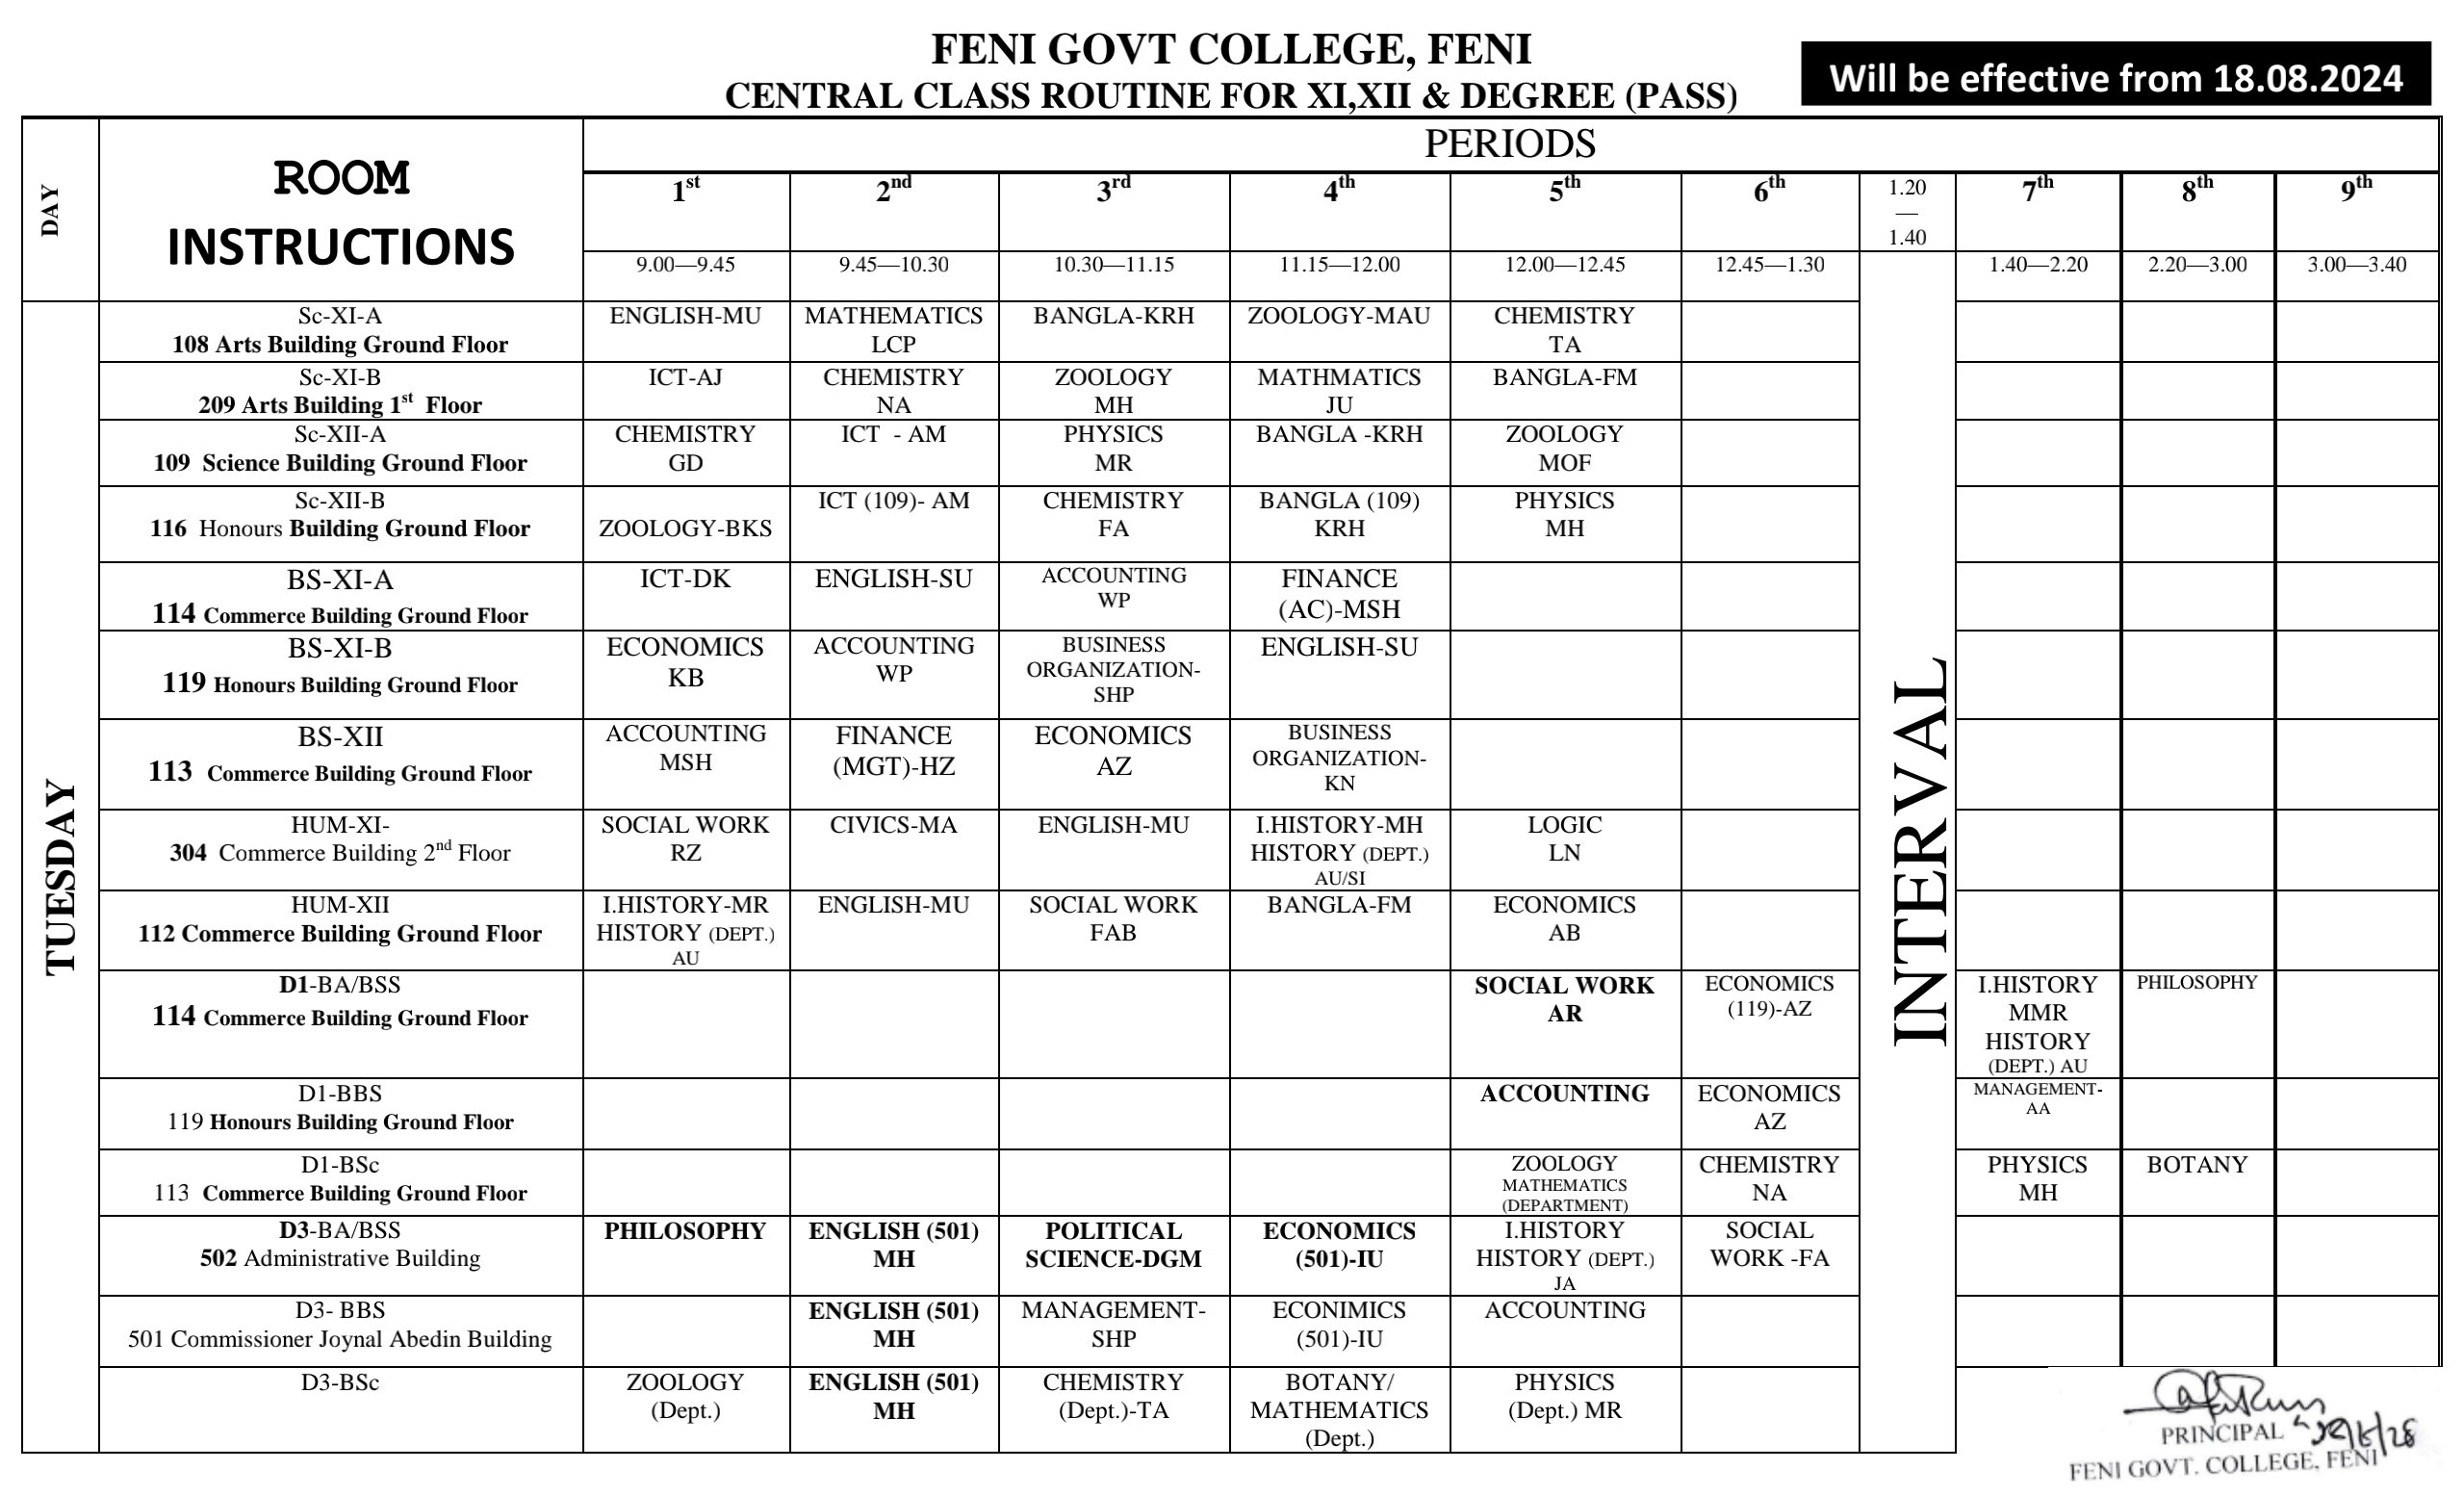 FENI GOVT COLLEGE, FENI
CENTRAL CLASS ROUTINE FOR XI,XII & DEGREE (PASS)
Will be effective from 18.08.2024
DAY
ROOM
INSTRUCTIONS
PERIODS
1st 2nd 3rd 4th 5th 6th 1.20 — 1.40 7th 8th 9th
9.00—9.45 9.45—10.30 10.30—11.15 11.15—12.00 12.00—12.45 12.45—1.30 1.40—2.20 2.20—3.00 3.00—3.40
TUESDAY
INTERVAL
Sc-XI-A ENGLISH-MU MATHEMATICS BANGLA-KRH ZOOLOGY-MAU CHEMISTRY
108 Arts Building Ground Floor LCP TA
Sc-XI-B ICT-AJ CHEMISTRY ZOOLOGY MATHMATICS BANGLA-FM
209 Arts Building 1st Floor NA MH JU
Sc-XII-A CHEMISTRY ICT - AM PHYSICS BANGLA -KRH ZOOLOGY
109 Science Building Ground Floor GD MR MOF
Sc-XII-B ICT (109)- AM CHEMISTRY BANGLA (109) PHYSICS
116 Honours Building Ground Floor ZOOLOGY-BKS FA KRH MH
BS-XI-A ICT-DK ENGLISH-SU ACCOUNTING FINANCE
114 Commerce Building Ground Floor WP (AC)-MSH
BS-XI-B ECONOMICS ACCOUNTING BUSINESS ENGLISH-SU
119 Honours Building Ground Floor KB WP ORGANIZATION-
SHP
BS-XII ACCOUNTING FINANCE ECONOMICS BUSINESS
113 Commerce Building Ground Floor MSH (MGT)-HZ AZ ORGANIZATION-
KN
HUM-XI- SOCIAL WORK CIVICS-MA ENGLISH-MU I.HISTORY-MH LOGIC
304 Commerce Building 2nd Floor RZ HISTORY (DEPT.) LN
AU/SI
HUM-XII I.HISTORY-MR ENGLISH-MU SOCIAL WORK BANGLA-FM ECONOMICS
112 Commerce Building Ground Floor HISTORY (DEPT.) FAB AB
AU
D1-BA/BSS SOCIAL WORK ECONOMICS I.HISTORY PHILOSOPHY
114 Commerce Building Ground Floor AR (119)-AZ MMR
HISTORY
(DEPT.) AU
D1-BBS ACCOUNTING ECONOMICS MANAGEMENT-
119 Honours Building Ground Floor AZ AA
D1-BSc ZOOLOGY CHEMISTRY PHYSICS BOTANY
113 Commerce Building Ground Floor MATHEMATICS NA MH
(DEPARTMENT)
D3-BA/BSS PHILOSOPHY ENGLISH (501) POLITICAL ECONOMICS I.HISTORY SOCIAL
502 Administrative Building MH SCIENCE-DGM (501)-IU HISTORY (DEPT.) WORK -FA
JA
D3- BBS ENGLISH (501) MANAGEMENT- ECONIMICS ACCOUNTING
501 Commissioner Joynal Abedin Building MH SHP (501)-IU
D3-BSc ZOOLOGY ENGLISH (501) CHEMISTRY BOTANY/ PHYSICS
(Dept.) MH (Dept.)-TA MATHEMATICS (Dept.) MR
(Dept.)
PRINCIPAL
FENI GOVT. COLLEGE, FENI